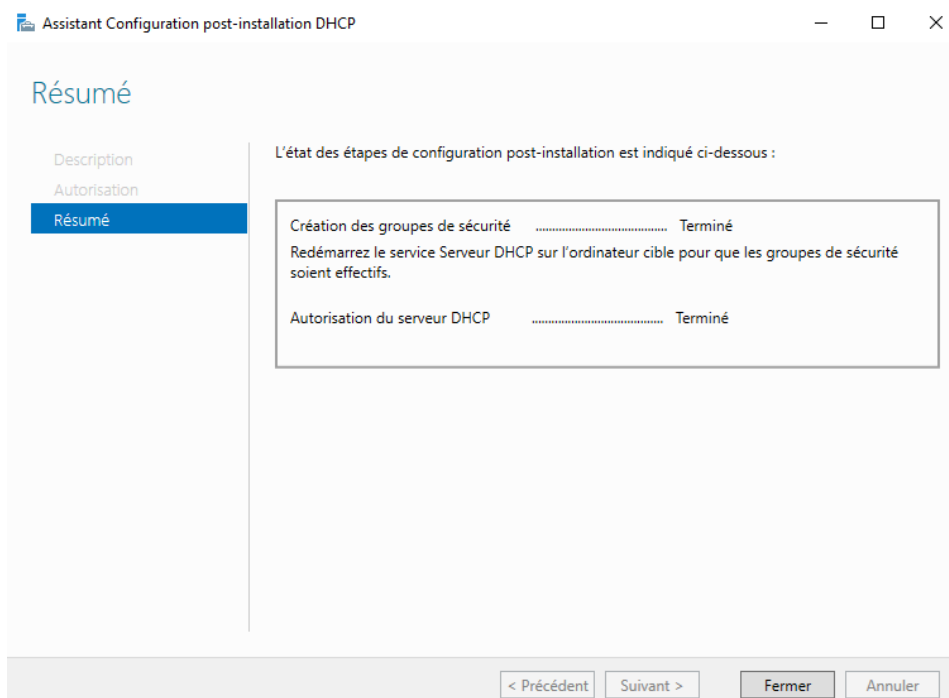 Assistant Configuration post-installation DHCP
Résumé
Description
Autorisation
Résumé
L'état des étapes de configuration post-installation est indiqué ci-dessous :
Création des groupes de sécurité ........................................ Terminé
Redémarrez le service Serveur DHCP sur l'ordinateur cible pour que les groupes de sécurité
soient effectifs.
Autorisation du serveur DHCP ........................................ Terminé
< Précédent Suivant > Fermer Annuler